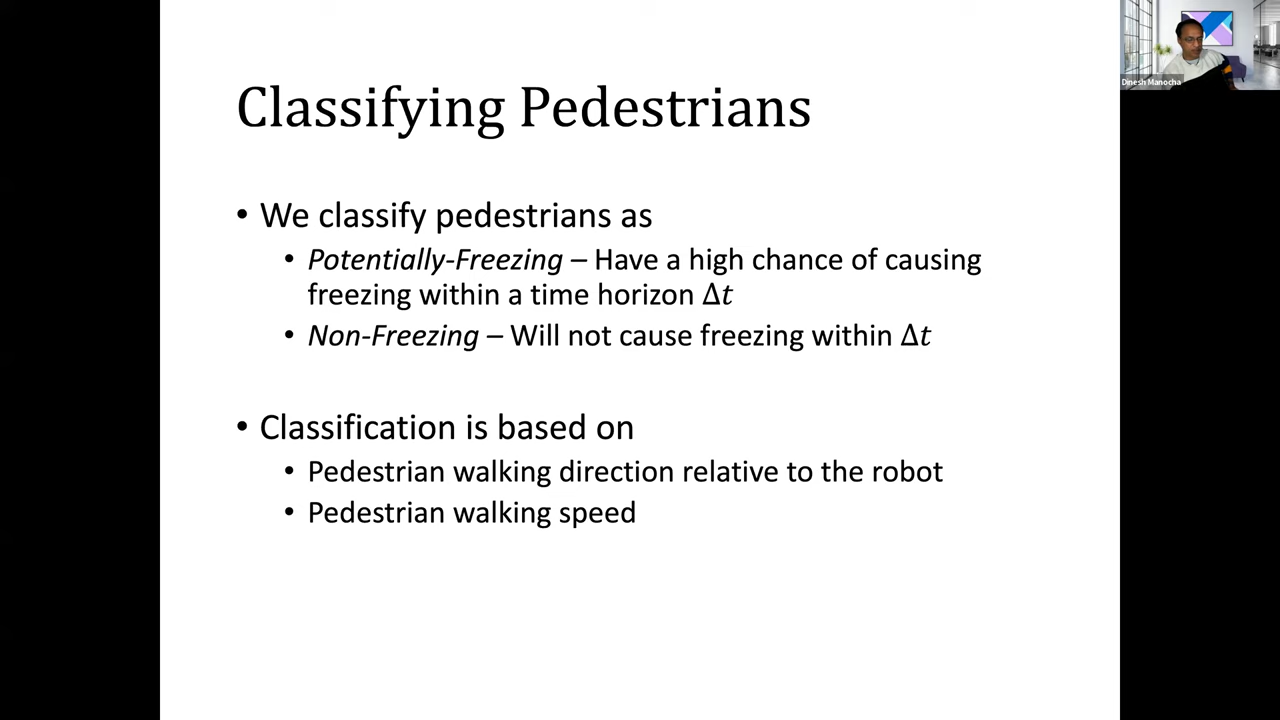 Classifying Pedestrians
• We classify pedestrians as
• Potentially-Freezing – Have a high chance of causing
freezing within a time horizon Δt
• Non-Freezing – Will not cause freezing within Δt
• Classification is based on
• Pedestrian walking direction relative to the robot
• Pedestrian walking speed
Dinesh Manocha